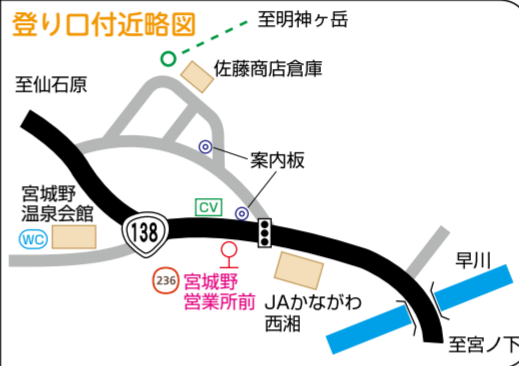 登り口付近略図
至明神ヶ岳
佐藤商店倉庫
至仙石原
案内板
宮城野
温泉会館
WC
CV
138
236
宮城野
営業所前
JAかながわ
西湘
早川
至宮ノ下